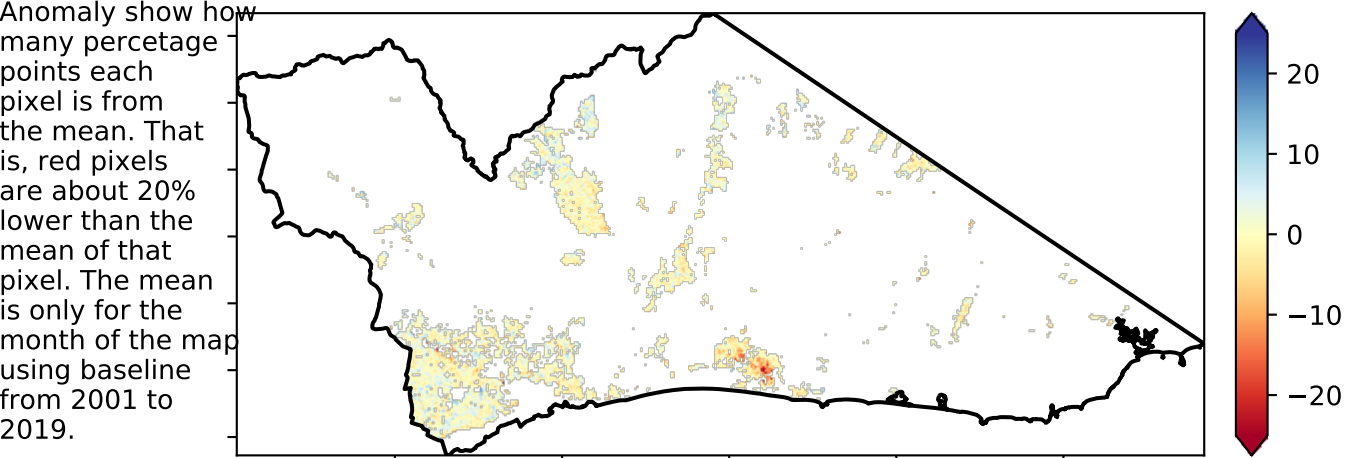 Anomaly show how
many percetage
points each
pixel is from
the mean. That
is, red pixels
are about 20%
lower than the
mean of that
pixel. The mean
is only for the
month of the map
using baseline
from 2001 to
2019.
20
10
0
−10
−20